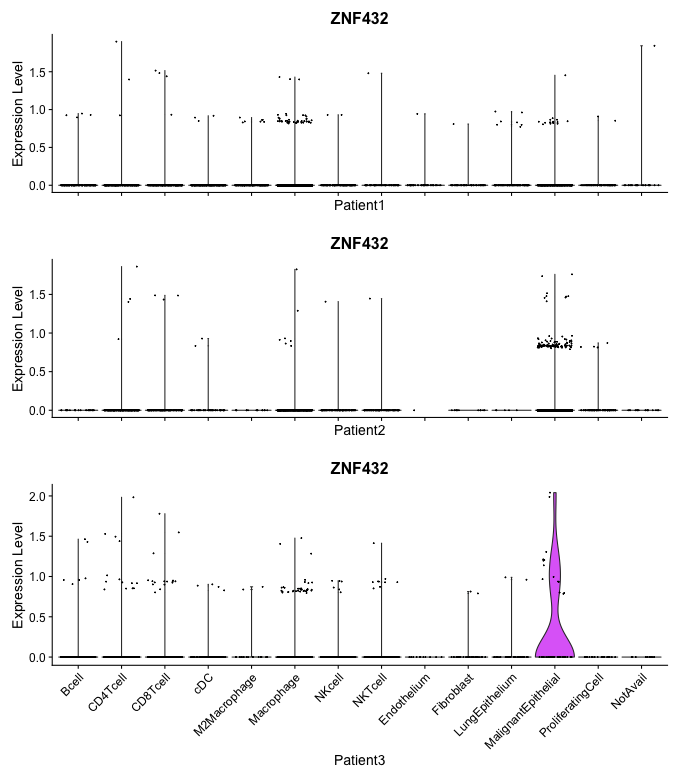 ZNF432
Expression Level
1.5
1.0
0.5
0.0
Patient1
ZNF432
Expression Level
1.5
1.0
0.5
0.0
Patient2
ZNF432
Expression Level
2.0
1.5
1.0
0.5
0.0
Bcell
CD4Tcell
CD8Tcell
cDC
M2Macrophage
Macrophage
NKcell
NKTcell
Endothelium
Fibroblast
LungEpithelium
MalignantEpithelial
ProliferatingCell
NotAvail
Patient3